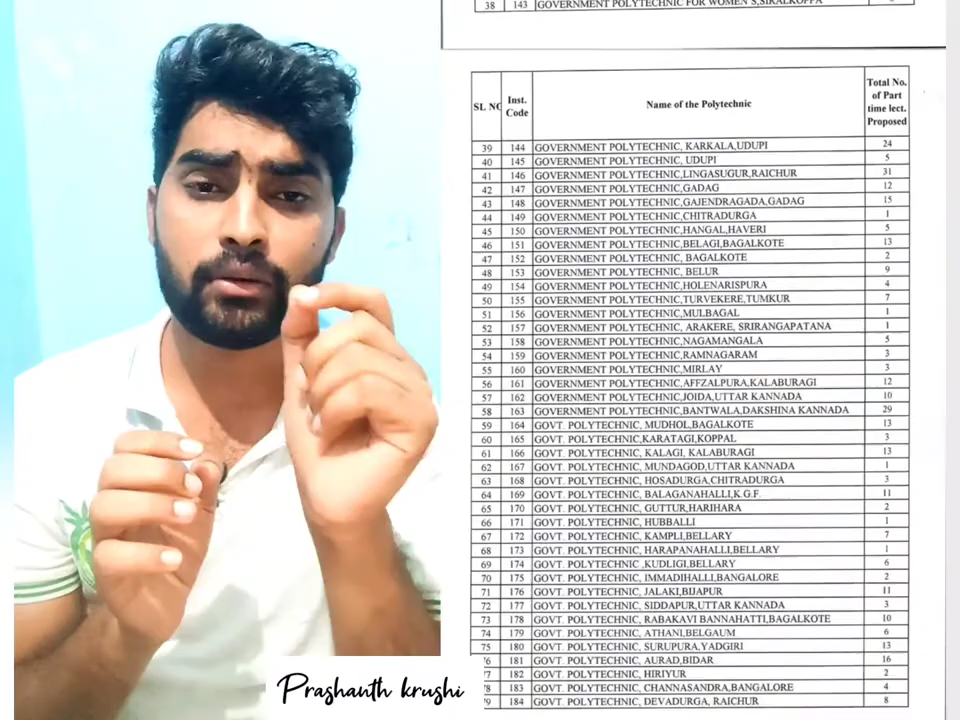 38 143 GOVERNMENT POLYTECHNIC FOR WOMEN'S,SIRALKOPPA
SL NO Inst. Code Name of the Polytechnic Total No. of Part time lect. Proposed
39 144 GOVERNMENT POLYTECHNIC, KARKALA,UDUPI 24
40 145 GOVERNMENT POLYTECHNIC, UDUPI 5
41 146 GOVERNMENT POLYTECHNIC,LINGASUGUR,RAICHUR 31
42 147 GOVERNMENT POLYTECHNIC,GADAG 12
43 148 GOVERNMENT POLYTECHNIC,GAJENDRAGADA,GADAG 15
44 149 GOVERNMENT POLYTECHNIC,CHITRADURGA 1
45 150 GOVERNMENT POLYTECHNIC,HANGAL,HAVERI 5
46 151 GOVERNMENT POLYTECHNIC,BELAGI,BAGALKOTE 13
47 152 GOVERNMENT POLYTECHNIC, BAGALKOTE 2
48 153 GOVERNMENT POLYTECHNIC, BELUR 9
49 154 GOVERNMENT POLYTECHNIC,HOLENARISPURA 4
50 155 GOVERNMENT POLYTECHNIC,TURVEKERE,TUMKUR 7
51 156 GOVERNMENT POLYTECHNIC,MULBAGAL 1
52 157 GOVERNMENT POLYTECHNIC, ARAKERE, SRIRANGAPATANA 1
53 158 GOVERNMENT POLYTECHNIC,NAGAMANGALA 5
54 159 GOVERNMENT POLYTECHNIC,RAMNAGARAM 3
55 160 GOVERNMENT POLYTECHNIC,MIRLAY 3
56 161 GOVERNMENT POLYTECHNIC,AFFZALPURA,KALABURAGI 12
57 162 GOVERNMENT POLYTECHNIC,JOIDA,UTTAR KANNADA 10
58 163 GOVERNMENT POLYTECHNIC,BANTWALA,DAKSHINA KANNADA 29
59 164 GOVT. POLYTECHNIC, MUDHOL,BAGALKOTE 13
60 165 GOVT. POLYTECHNIC,KARATAGI,KOPPAL 3
61 166 GOVT. POLYTECHNIC, KALAGI, KALABURAGI 13
62 167 GOVT. POLYTECHNIC, MUNDAGOD,UTTAR KANNADA 1
63 168 GOVT. POLYTECHNIC, HOSADURGA,CHITRADURGA 3
64 169 GOVT. POLYTECHNIC, BALAGANAHALLI,K.G.F. 11
65 170 GOVT. POLYTECHNIC, GUTTUR,HARIHARA 2
66 171 GOVT. POLYTECHNIC, HUBBALLI 1
67 172 GOVT. POLYTECHNIC, KAMPLI,BELLARY 7
68 173 GOVT. POLYTECHNIC, HARAPANAHALLI,BELLARY 1
69 174 GOVT. POLYTECHNIC ,KUDLIGI,BELLARY 6
70 175 GOVT. POLYTECHNIC, IMMADIHALLI,BANGALORE 2
71 176 GOVT. POLYTECHNIC, JALAKI,BIJAPUR 11
72 177 GOVT. POLYTECHNIC, SIDDAPUR,UTTAR KANNADA 3
73 178 GOVT. POLYTECHNIC, RABAKAVI BANNAHATTI,BAGALKOTE 10
74 179 GOVT. POLYTECHNIC, ATHANI,BELGAUM 6
75 180 GOVT. POLYTECHNIC, SURUPURA,YADGIRI 13
76 181 GOVT. POLYTECHNIC, AURAD,BIDAR 16
77 182 GOVT. POLYTECHNIC, HIRIYUR 2
78 183 GOVT. POLYTECHNIC, CHANNASANDRA,BANGALORE 4
79 184 GOVT. POLYTECHNIC, DEVADURGA, RAICHUR 8
Prashanth krushi